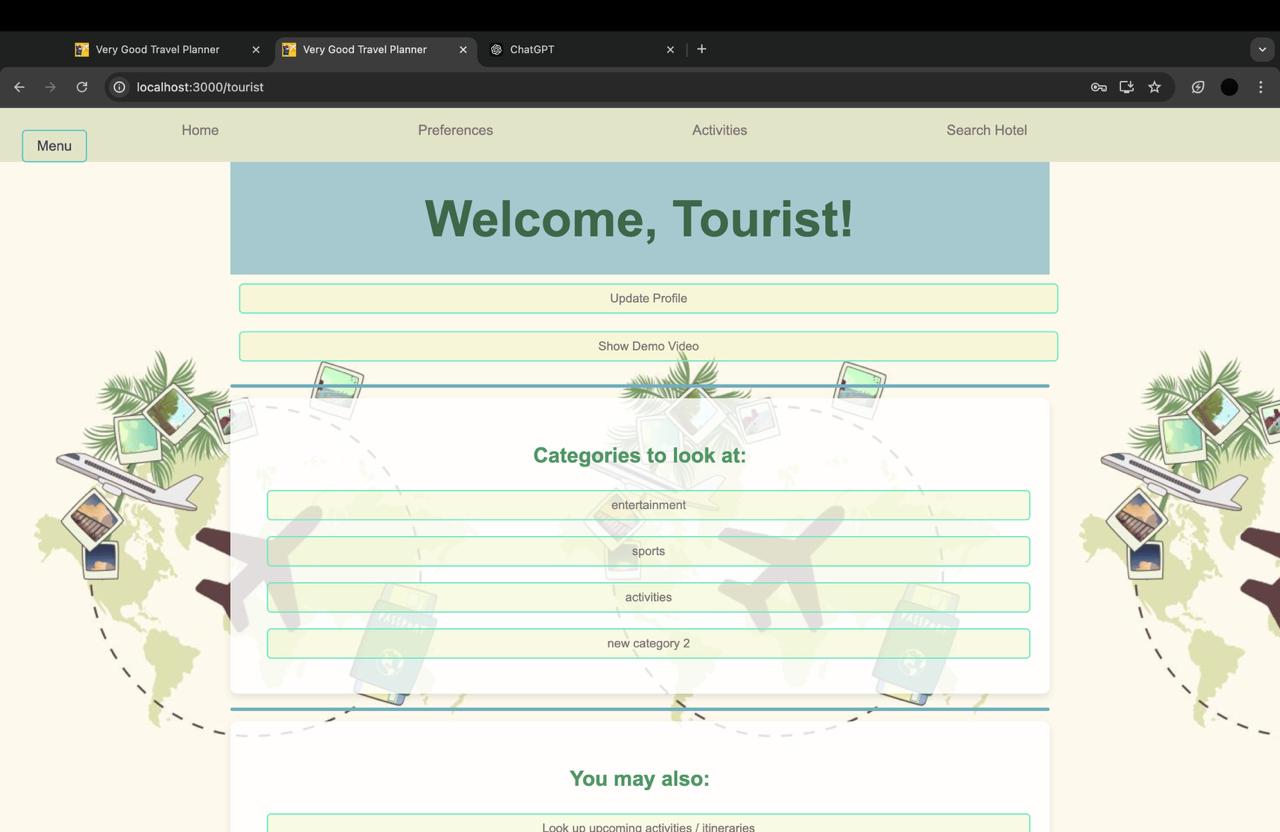 Very Good Travel Planner
Very Good Travel Planner
ChatGPT
localhost:3000/tourist
Menu
Home
Preferences
Activities
Search Hotel
Welcome, Tourist!
Update Profile
Show Demo Video
Categories to look at:
entertainment
sports
activities
new category 2
PASSPORT
PASSPORT
You may also:
Look up upcoming activities / itineraries